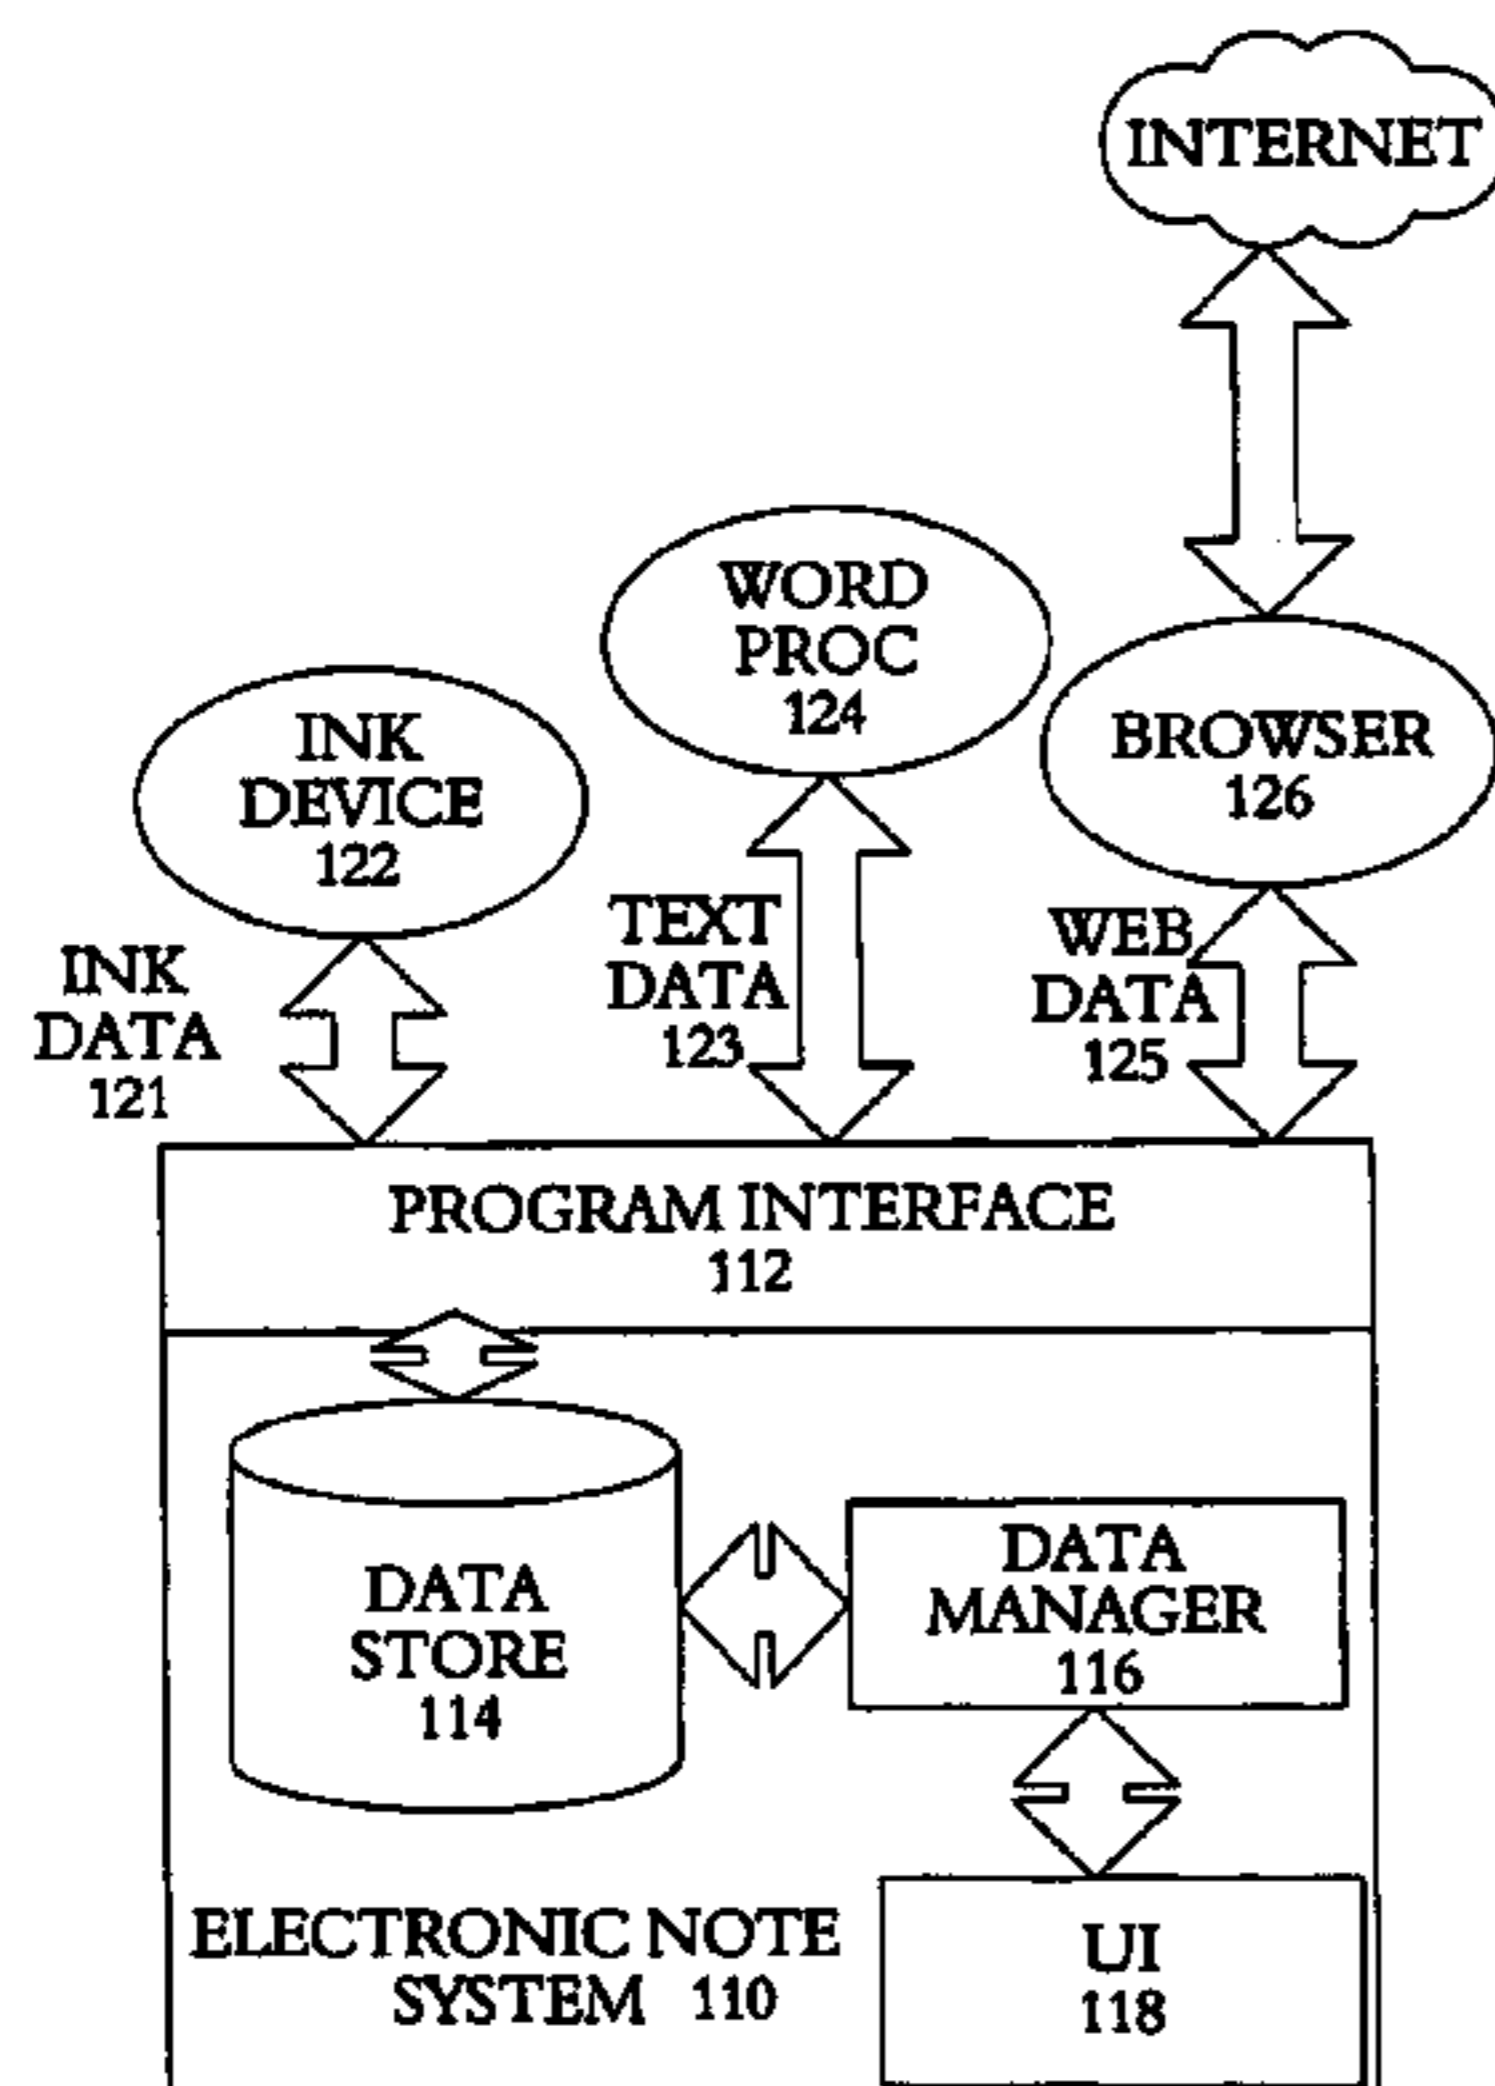 INTERNET
WORD
PROC
124
INK
DEVICE
122
BROWSER
126
INK
DATA
121
TEXT
DATA
123
WEB
DATA
125
PROGRAM INTERFACE
112
DATA
STORE
114
DATA
MANAGER
116
ELECTRONIC NOTE
SYSTEM 110
UI
118